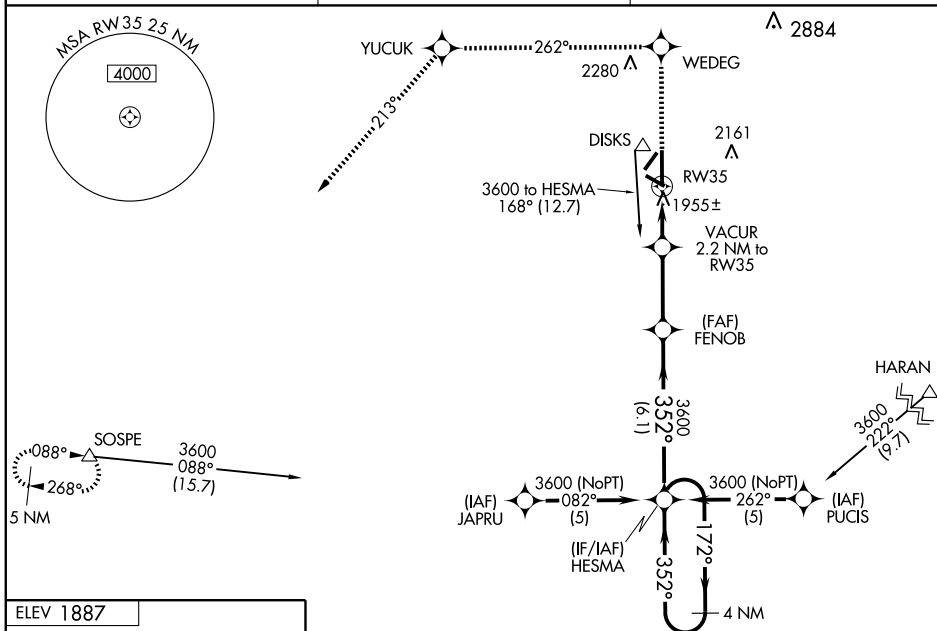 MSA RW35 25 NM
4000
2884
YUCUK
262°
2280
WEDEG
213°
DISKS
2161
RW35
3600 to HESMA
168° (12.7)
1955±
VACUR
2.2 NM to
RW35
(FAF)
FENOB
HARAN
3600
222°
(9.7)
3600
352°
(6.1)
088°
SOSPE
3600
088°
(15.7)
268°
5 NM
3600 (NoPT)
082°
(5)
(IAF)
JAPRU
3600 (NoPT)
262°
(5)
(IAF)
PUCIS
(IF/IAF)
HESMA
352°
172°
4 NM
ELEV 1887